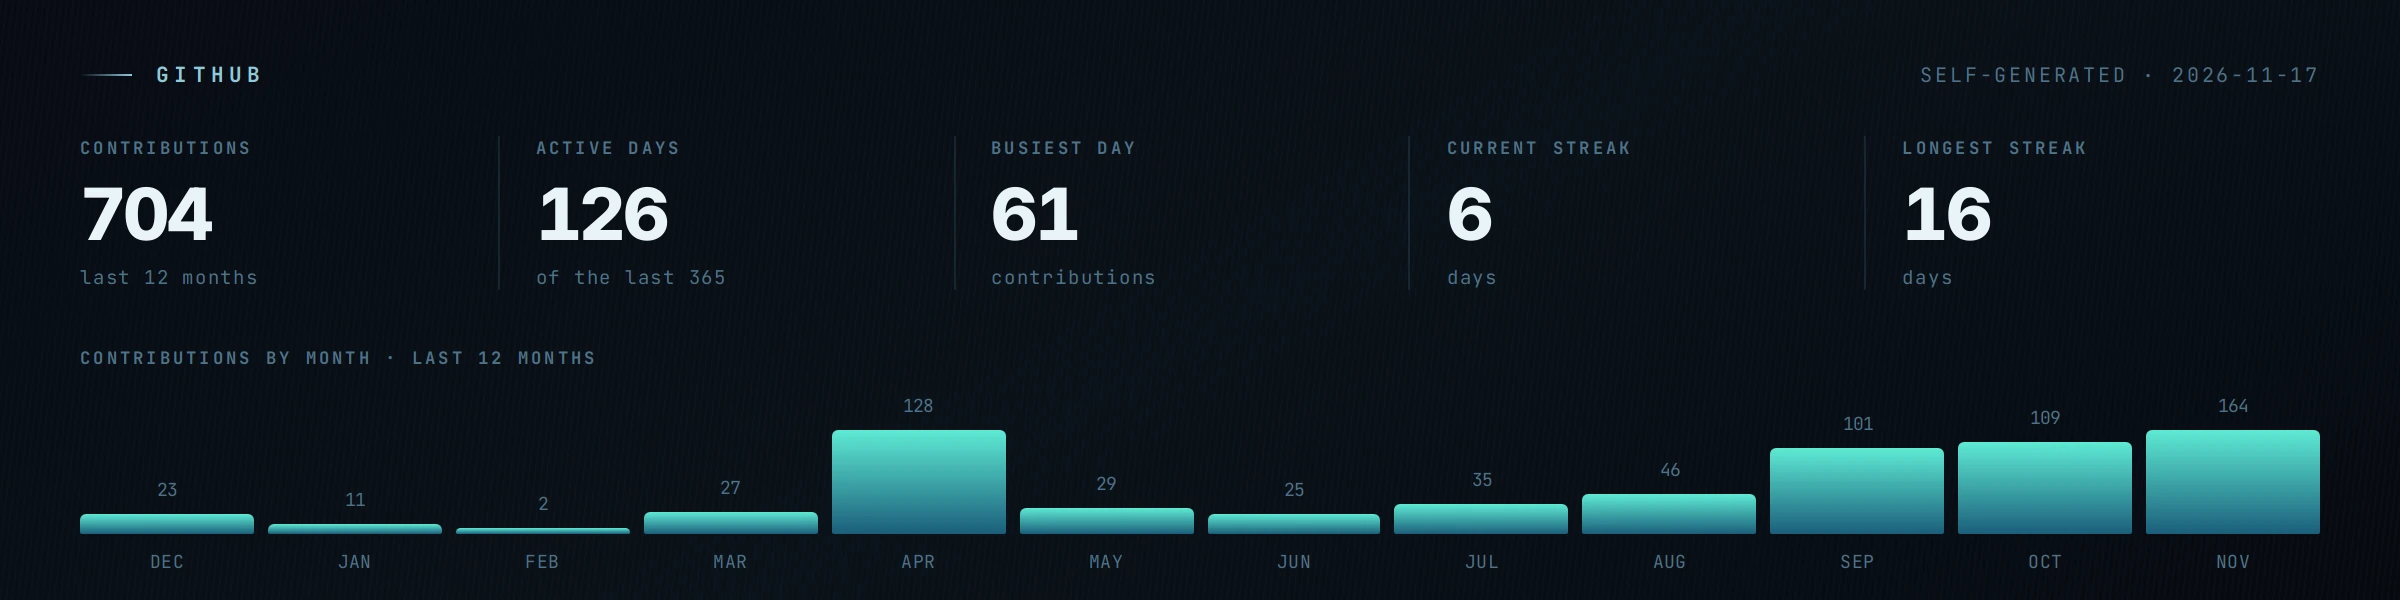 GITHUB
SELF-GENERATED · 2026-11-17
CONTRIBUTIONS
704
last 12 months
ACTIVE DAYS
126
of the last 365
BUSIEST DAY
61
contributions
CURRENT STREAK
6
days
LONGEST STREAK
16
days
CONTRIBUTIONS BY MONTH · LAST 12 MONTHS
23 11 2 27 128 29 25 35 46 101 109 164
DEC JAN FEB MAR APR MAY JUN JUL AUG SEP OCT NOV